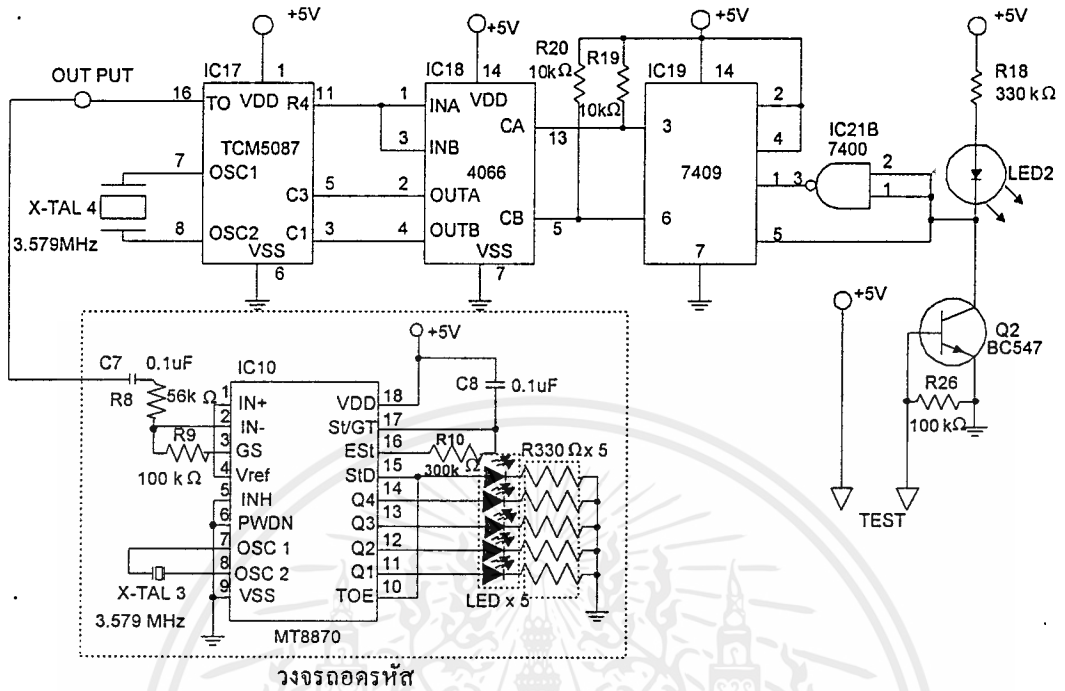 +5V
+5V
+5V
+5V
OUT PUT
IC17
1
16
TO
VDD
R4
11
TCM5087
7
OSC1
C3
5
X-TAL 4
3.579MHz
8
OSC2
C1
3
VSS
6
IC18
14
1
INA
VDD
3
INB
CA
13
4066
2
OUTA
4
OUTB
CB
5
VSS
7
R20
10kΩ
R19
10kΩ
IC19
14
3
2
4
7409
1
6
5
7
IC21B
7400
3
2
1
R18
330 kΩ
LED2
+5V
Q2
BC547
R26
100 kΩ
TEST
+5V
C7
0.1uF
R8
56k Ω
R9
100 kΩ
IC10
1
IN+
2
IN-
3
GS
4
Vref
5
INH
6
PWDN
7
OSC 1
8
OSC 2
9
VSS
X-TAL 3
3.579 MHz
MT8870
VDD
18
St/GT
17
ESt
16
StD
15
Q4
14
Q3
13
Q2
12
Q1
11
TOE
10
C8
0.1uF
R10
300k Ω
R330 Ωx 5
LED x 5
วงจรถอดรหัส